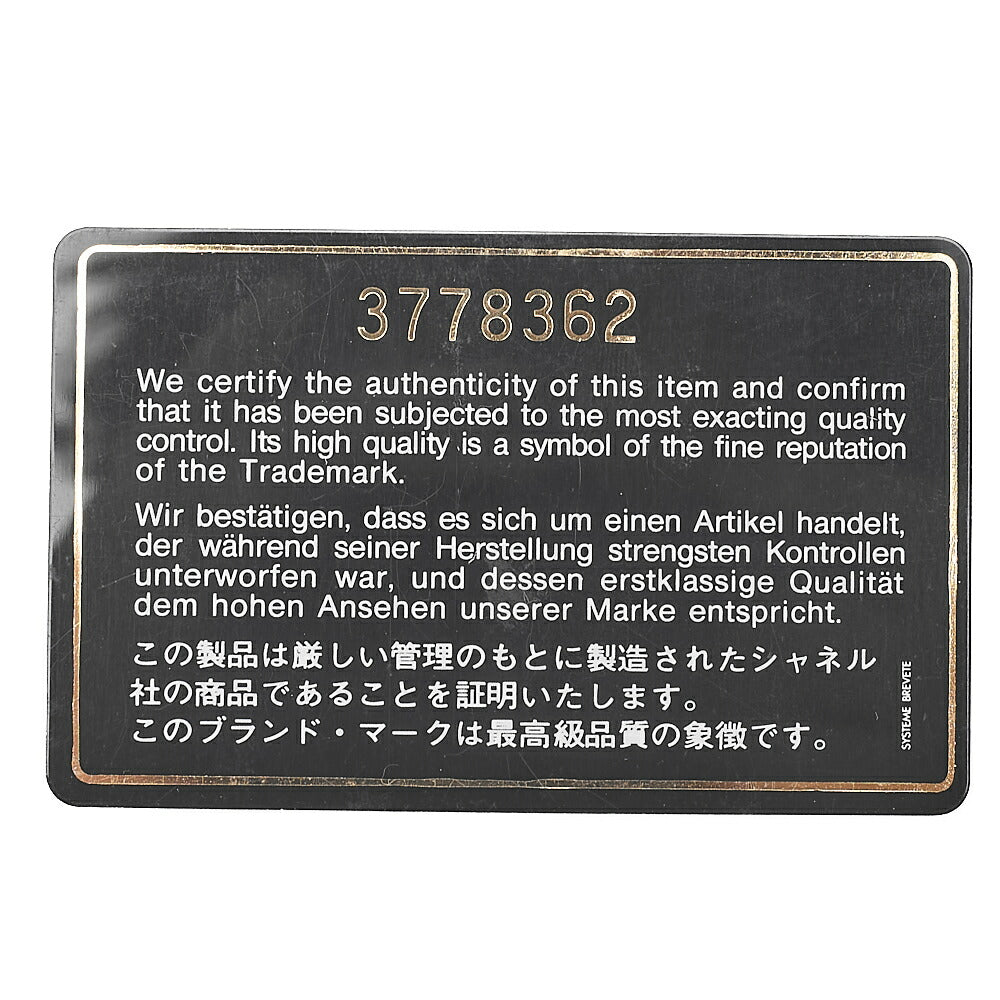 3778362
We certify the authenticity of this item and confirm
that it has been subjected to the most exacting quality
control. Its high quality is a symbol of the fine reputation
of the Trademark.
Wir bestätigen, dass es sich um einen Artikel handelt,
der während seiner Herstellung strengsten Kontrollen
unterworfen war, und dessen erstklassige Qualität
dem hohen Ansehen unserer Marke entspricht.
この製品は厳しい管理のもとに製造されたシャネル
社の商品であることを証明いたします。
このブランド・マークは最高級品質の象徴です。
SYSTEME BREVETE